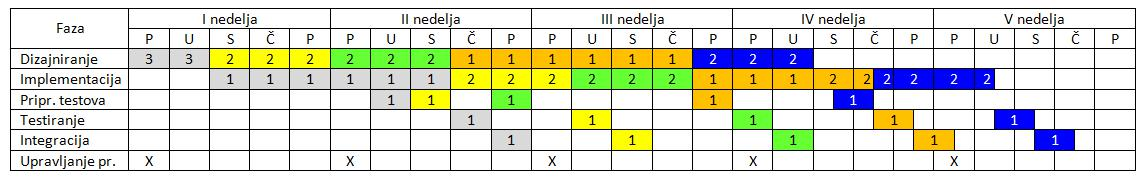 Faza I nedelja II nedelja III nedelja IV nedelja V nedelja
P U S Č P P U S Č P P U S Č P P U S Č P P U S Č P
Dizajniranje 3 3 2 2 2 2 2 2 1 1 1 1 1 1 2 2 2
Implementacija 1 1 1 1 1 1 2 2 2 2 2 2 1 1 1 2 2 2 2 2 2
Pripr. testova 1 1 1 1 1
Testiranje 1 1 1 1 1
Integracija 1 1 1 1 1
Upravljanje pr. X X X X X